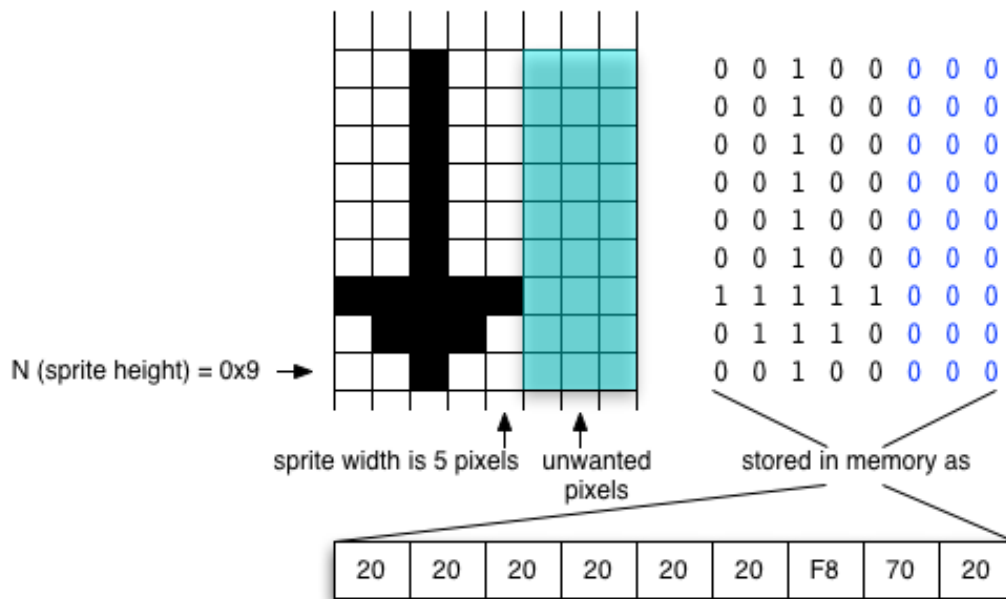 0 0 1 0 0 0 0 0
0 0 1 0 0 0 0 0
0 0 1 0 0 0 0 0
0 0 1 0 0 0 0 0
0 0 1 0 0 0 0 0
0 0 1 0 0 0 0 0
1 1 1 1 1 0 0 0
0 1 1 1 0 0 0 0
0 0 1 0 0 0 0 0
N (sprite height) = 0x9
sprite width is 5 pixels
unwanted
pixels
stored in memory as
20 20 20 20 20 20 F8 70 20